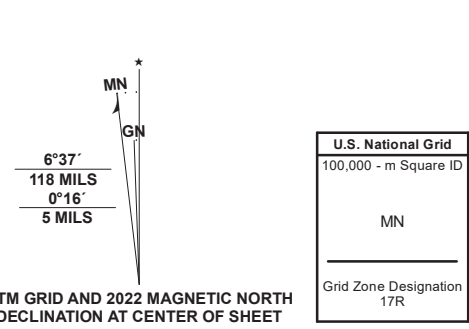 MN
GN
6°37´
118 MILS
0°16´
5 MILS
TM GRID AND 2022 MAGNETIC NORTH
DECLINATION AT CENTER OF SHEET
U.S. National Grid
100,000 - m Square ID
MN
Grid Zone Designation
17R